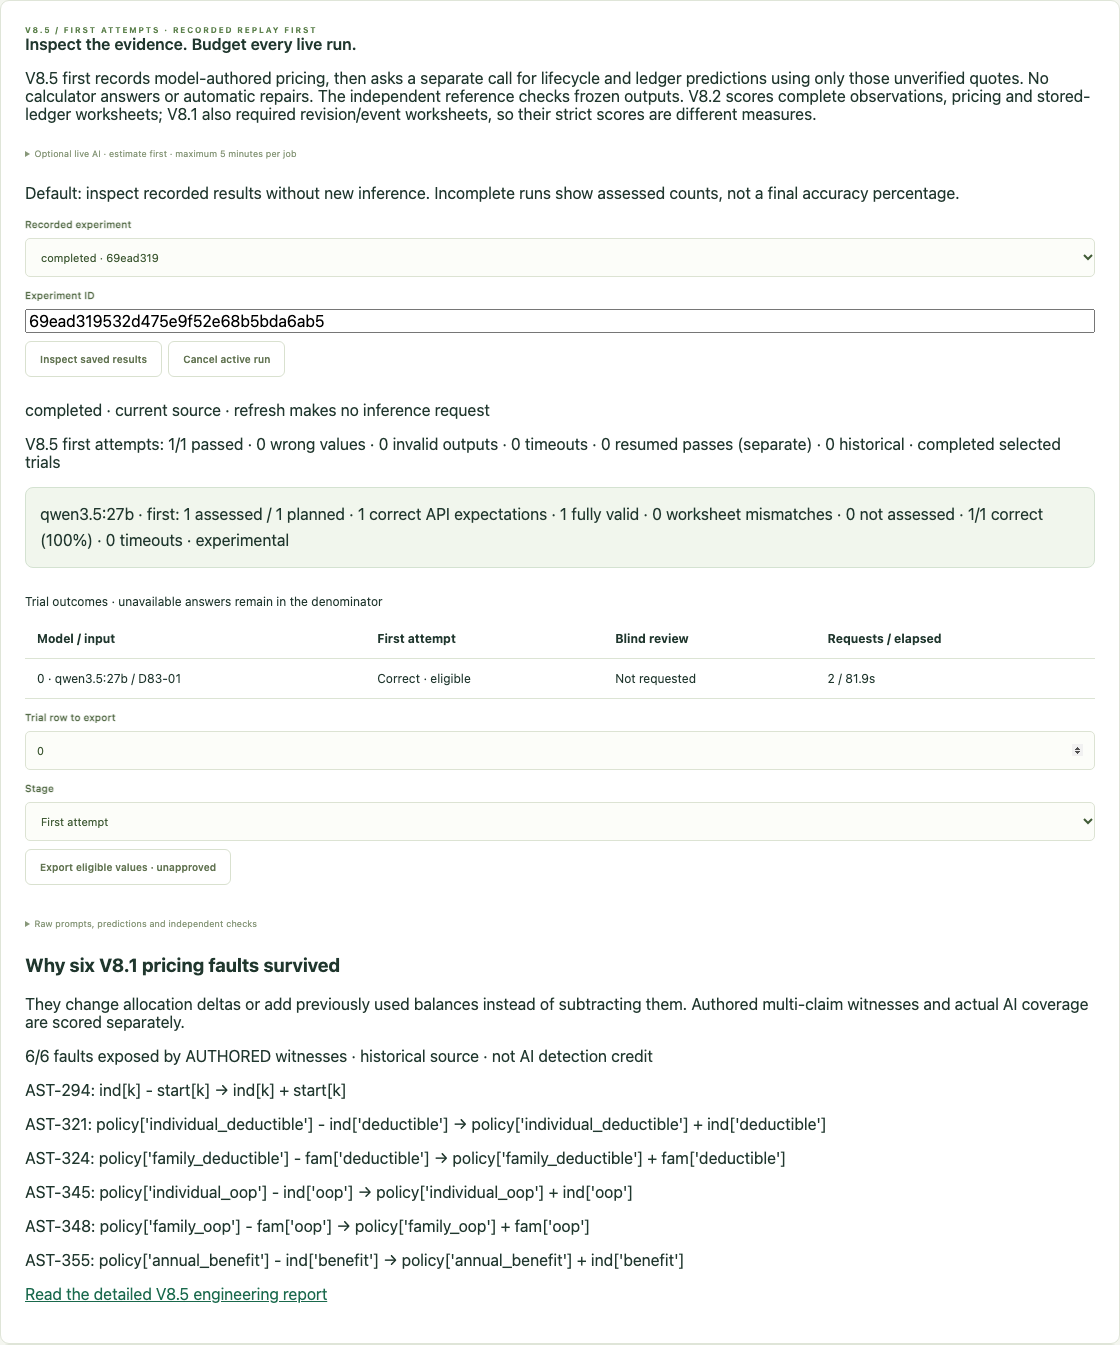 V8.5 / FIRST ATTEMPTS · RECORDED REPLAY FIRST
Inspect the evidence. Budget every live run.
V8.5 first records model-authored pricing, then asks a separate call for lifecycle and ledger predictions using only those unverified quotes. No
calculator answers or automatic repairs. The independent reference checks frozen outputs. V8.2 scores complete observations, pricing and stored-
ledger worksheets; V8.1 also required revision/event worksheets, so their strict scores are different measures.
▸ Optional live AI · estimate first · maximum 5 minutes per job
Default: inspect recorded results without new inference. Incomplete runs show assessed counts, not a final accuracy percentage.
Recorded experiment
completed · 69ead319
Experiment ID
69ead319532d475e9f52e68b5bda6ab5
Inspect saved results Cancel active run
completed · current source · refresh makes no inference request
V8.5 first attempts: 1/1 passed · 0 wrong values · 0 invalid outputs · 0 timeouts · 0 resumed passes (separate) · 0 historical · completed selected
trials
qwen3.5:27b · first: 1 assessed / 1 planned · 1 correct API expectations · 1 fully valid · 0 worksheet mismatches · 0 not assessed · 1/1 correct
(100%) · 0 timeouts · experimental
Trial outcomes · unavailable answers remain in the denominator
Model / input First attempt Blind review Requests / elapsed
0 · qwen3.5:27b / D83-01 Correct · eligible Not requested 2 / 81.9s
Trial row to export
0
Stage
First attempt
Export eligible values · unapproved
▸ Raw prompts, predictions and independent checks
Why six V8.1 pricing faults survived
They change allocation deltas or add previously used balances instead of subtracting them. Authored multi-claim witnesses and actual AI coverage
are scored separately.
6/6 faults exposed by AUTHORED witnesses · historical source · not AI detection credit
AST-294: ind[k] - start[k] → ind[k] + start[k]
AST-321: policy['individual_deductible'] - ind['deductible'] → policy['individual_deductible'] + ind['deductible']
AST-324: policy['family_deductible'] - fam['deductible'] → policy['family_deductible'] + fam['deductible']
AST-345: policy['individual_oop'] - ind['oop'] → policy['individual_oop'] + ind['oop']
AST-348: policy['family_oop'] - fam['oop'] → policy['family_oop'] + fam['oop']
AST-355: policy['annual_benefit'] - ind['benefit'] → policy['annual_benefit'] + ind['benefit']
Read the detailed V8.5 engineering report